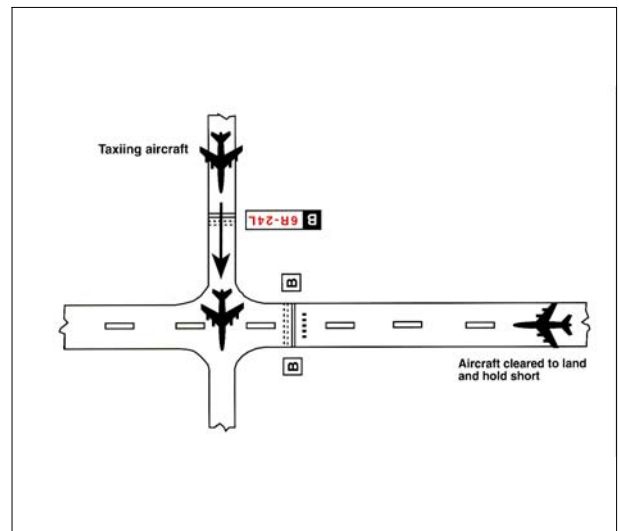 Taxiing aircraft
B 6R-24L
B
B
Aircraft cleared to land
and hold short